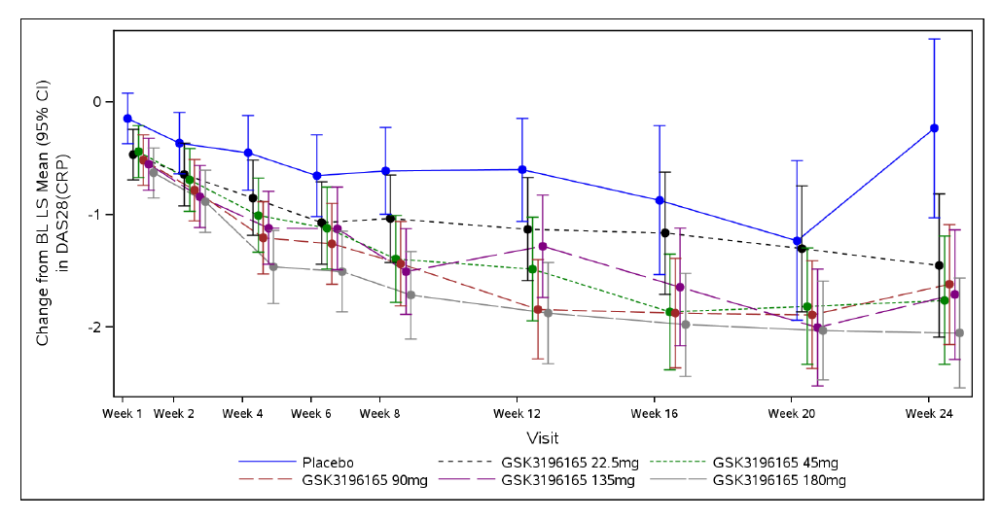 Change from BL LS Mean (95% CI)
in DAS28(CRP)
0
-1
-2
Week 1 Week 2 Week 4 Week 6 Week 8 Week 12 Week 16 Week 20 Week 24
Visit
Placebo GSK3196165 22.5mg GSK3196165 45mg
GSK3196165 90mg GSK3196165 135mg GSK3196165 180mg